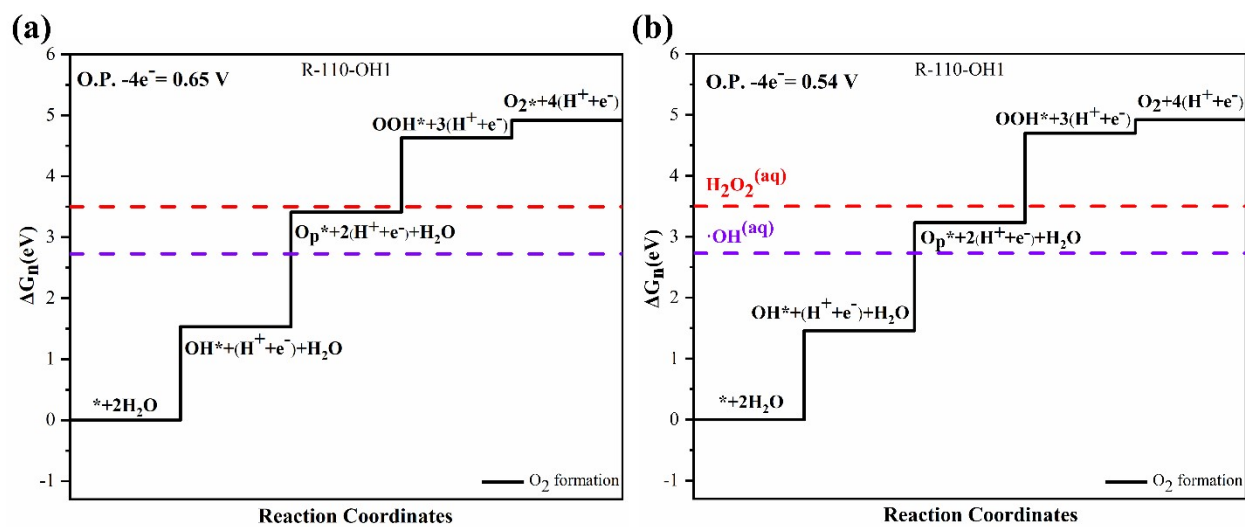 (a)
6
5
4
3
2
1
0
-1
ΔGn(eV)
O.P. -4e⁻= 0.65 V
R-110-OH1
O₂*+4(H⁺+e⁻)
OOH*+3(H⁺+e⁻)
Oₚ*+2(H⁺+e⁻)+H₂O
OH*+(H⁺+e⁻)+H₂O
*+2H₂O
O₂ formation
Reaction Coordinates
(b)
6
5
4
3
2
1
0
-1
ΔGn(eV)
O.P. -4e⁻= 0.54 V
R-110-OH1
O₂+4(H⁺+e⁻)
OOH*+3(H⁺+e⁻)
H₂O₂(aq)
Oₚ*+2(H⁺+e⁻)+H₂O
·OH(aq)
OH*+(H⁺+e⁻)+H₂O
*+2H₂O
O₂ formation
Reaction Coordinates